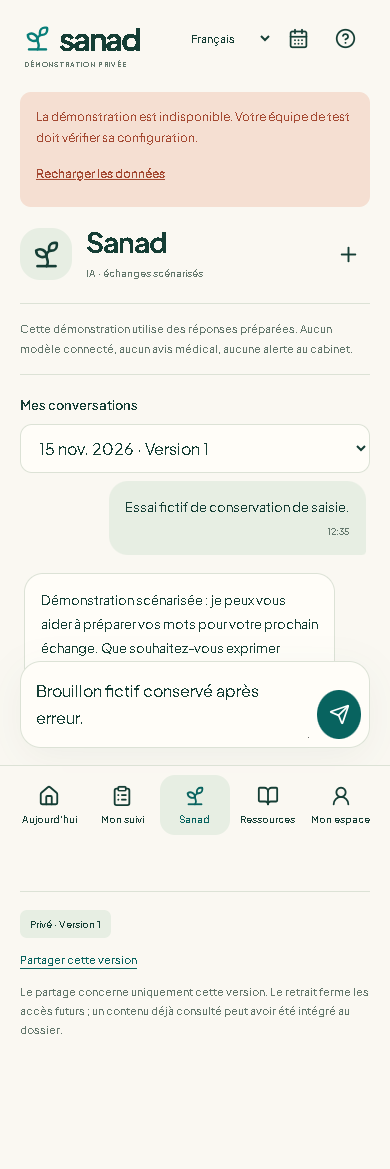 sanad
DÉMONSTRATION PRIVÉE
Français
La démonstration est indisponible. Votre équipe de test
doit vérifier sa configuration.
Recharger les données
Sanad
IA · échanges scénarisés
Cette démonstration utilise des réponses préparées. Aucun
modèle connecté, aucun avis médical, aucune alerte au cabinet.
Mes conversations
15 nov. 2026 · Version 1
Essai fictif de conservation de saisie.
12:35
Démonstration scénarisée : je peux vous
aider à préparer vos mots pour votre prochain
échange. Que souhaitez-vous exprimer
Brouillon fictif conservé après
erreur.
Aujourd'hui
Mon suivi
Sanad
Ressources
Mon espace
Privé · Version 1
Partager cette version
Le partage concerne uniquement cette version. Le retrait ferme les
accès futurs ; un contenu déjà consulté peut avoir été intégré au
dossier.